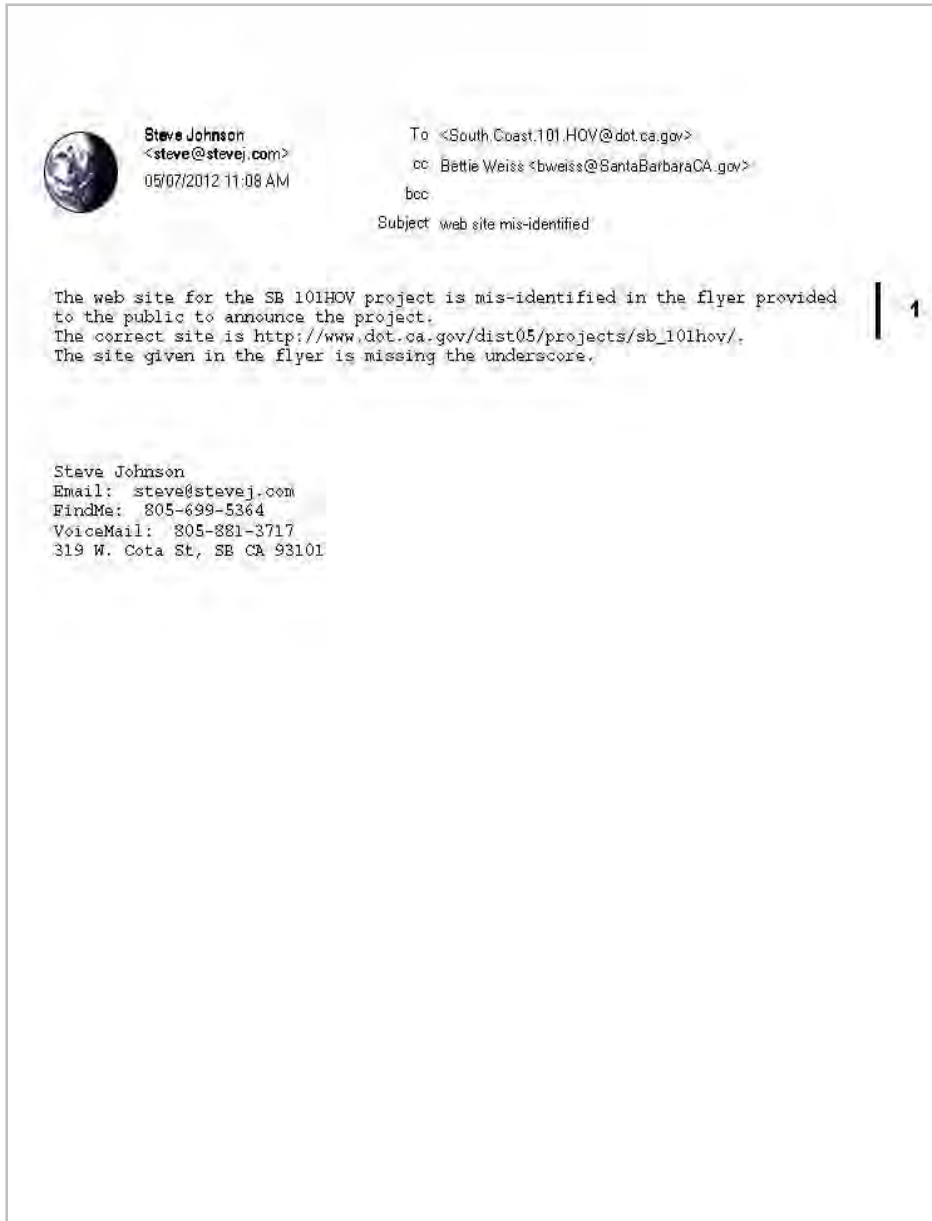 Steve Johnson
<steve@stevej.com>
05/07/2012 11:08 AM
To <South.Coast.101.HOV@dot.ca.gov>
cc Bettie Weiss <bweiss@SantaBarbaraCA.gov>
bcc
Subject web site mis-identified
The web site for the SB 101HOV project is mis-identified in the flyer provided
to the public to announce the project.
The correct site is http://www.dot.ca.gov/dist05/projects/sb_101hov/.
The site given in the flyer is missing the underscore.
1
Steve Johnson
Email: steve@stevej.com
FindMe: 805-699-5364
VoiceMail: 805-881-3717
319 W. Cota St, SB CA 93101